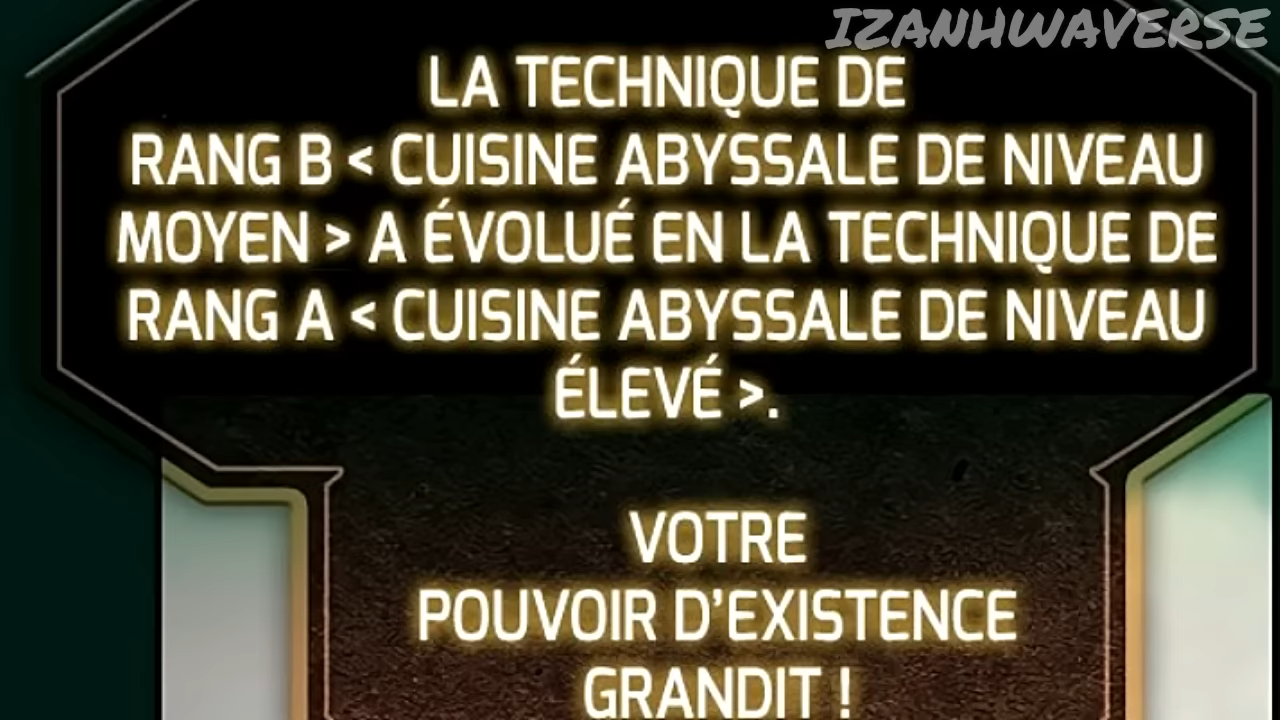 IZANHWAVERSE
LA TECHNIQUE DE
RANG B < CUISINE ABYSSALE DE NIVEAU
MOYEN > A ÉVOLUÉ EN LA TECHNIQUE DE
RANG A < CUISINE ABYSSALE DE NIVEAU
ÉLEVÉ >.
VOTRE
POUVOIR D’EXISTENCE
GRANDIT !